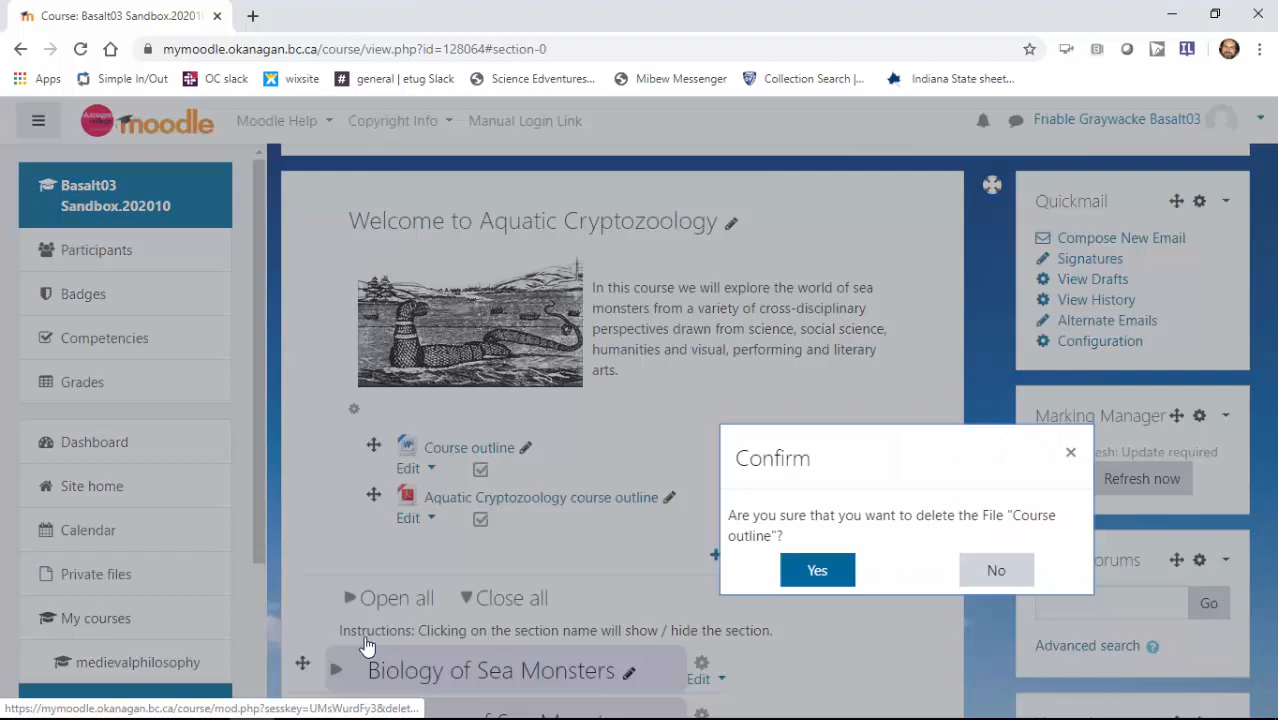 Course: Basalt03 Sandbox.202010
mymoodle.okanagan.bc.ca/course/view.php?id=128064#section-0
Apps Simple In/Out OC slack wixsite general | etug Slack Science Edventures... Mibew Messenger Collection Search |... Indiana State sheet...
moodle Moodle Help Copyright Info Manual Login Link Friable Graywacke Basalt03
Basalt03
Sandbox.202010
Participants
Badges
Competencies
Grades
Dashboard
Site home
Calendar
Private files
My courses
medievalphilosophy
Welcome to Aquatic Cryptozoology
In this course we will explore the world of sea
monsters from a variety of cross-disciplinary
perspectives drawn from science, social science,
humanities and visual, performing and literary
arts.
Course outline
Edit
Aquatic Cryptozoology course outline
Edit
Open all Close all
Instructions: Clicking on the section name will show / hide the section.
Biology of Sea Monsters
Edit
Confirm
Are you sure that you want to delete the File "Course
outline"?
Yes No
Quickmail
Compose New Email
Signatures
View Drafts
View History
Alternate Emails
Configuration
Marking Manager
esh: Update required
Refresh now
orums
Go
Advanced search
https://mymoodle.okanagan.bc.ca/course/mod.php?sesskey=UMsWurdFy3&delet...